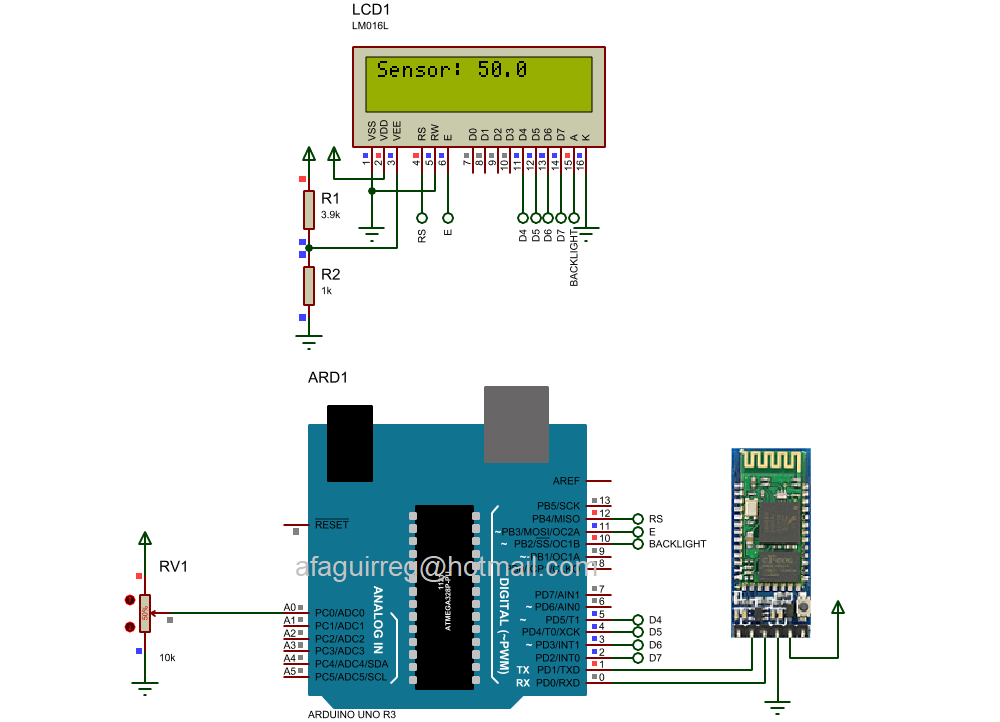 LCD1
LM016L
Sensor: 50.0
VSS
VDD
VEE
RS
RW
E
D0
D1
D2
D3
D4
D5
D6
D7
A
K
1
2
3
4
5
6
7
8
9
10
11
12
13
14
15
16
R1
3.9k
RS
E
D4
D5
D6
D7
BACKLIGHT
R2
1k
ARD1
AREF
PB5/SCK 13
RESET
PB4/MISO 12 RS
~PB3/MOSI/OC2A 11 E
~ PB2/SS/OC1B 10 BACKLIGHT
~ PB1/OC1A 9
8
afaguirreg@hotmail.com
RV1
50%
10k
PD7/AIN1 7
~ PD6/AIN0 6
~ PD5/T1 5 D4
PD4/T0/XCK 4 D5
~ PD3/INT1 3 D6
PD2/INT0 2 D7
TX PD1/TXD 1
RX PD0/RXD 0
A0 PC0/ADC0
A1 PC1/ADC1
A2 PC2/ADC2
A3 PC3/ADC3
A4 PC4/ADC4/SDA
A5 PC5/ADC5/SCL
ANALOG IN
DIGITAL (~PWM)
ARDUINO UNO R3